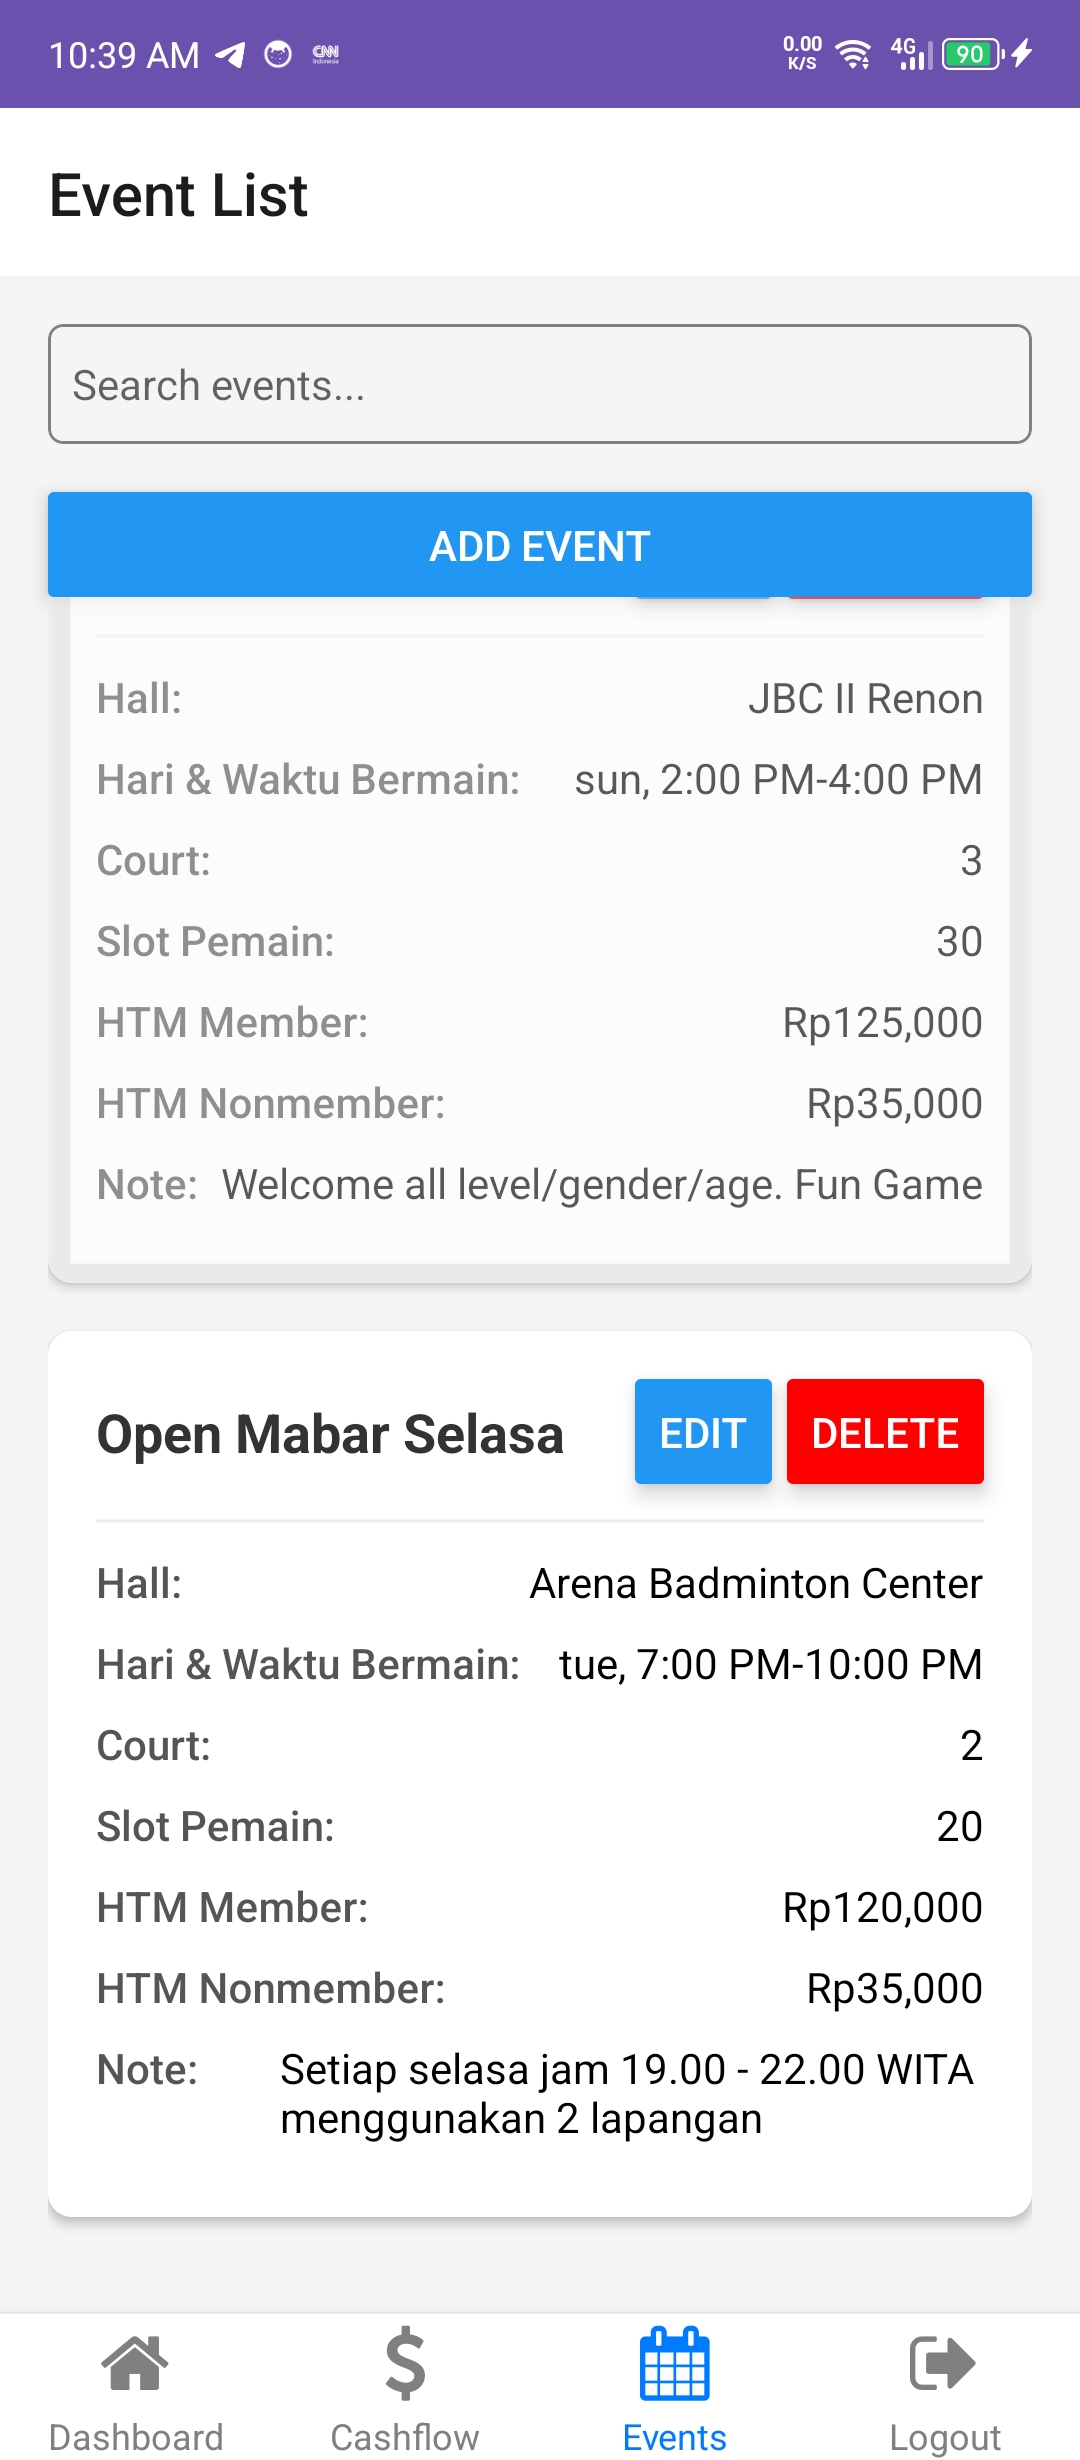 10:39 AM
CNN
Indonesia
0.00
K/S
4G
90
Event List
Search events...
ADD EVENT
Hall: JBC II Renon
Hari & Waktu Bermain: sun, 2:00 PM-4:00 PM
Court: 3
Slot Pemain: 30
HTM Member: Rp125,000
HTM Nonmember: Rp35,000
Note: Welcome all level/gender/age. Fun Game
Open Mabar Selasa EDIT DELETE
Hall: Arena Badminton Center
Hari & Waktu Bermain: tue, 7:00 PM-10:00 PM
Court: 2
Slot Pemain: 20
HTM Member: Rp120,000
HTM Nonmember: Rp35,000
Note: Setiap selasa jam 19.00 - 22.00 WITA
menggunakan 2 lapangan
Dashboard Cashflow Events Logout